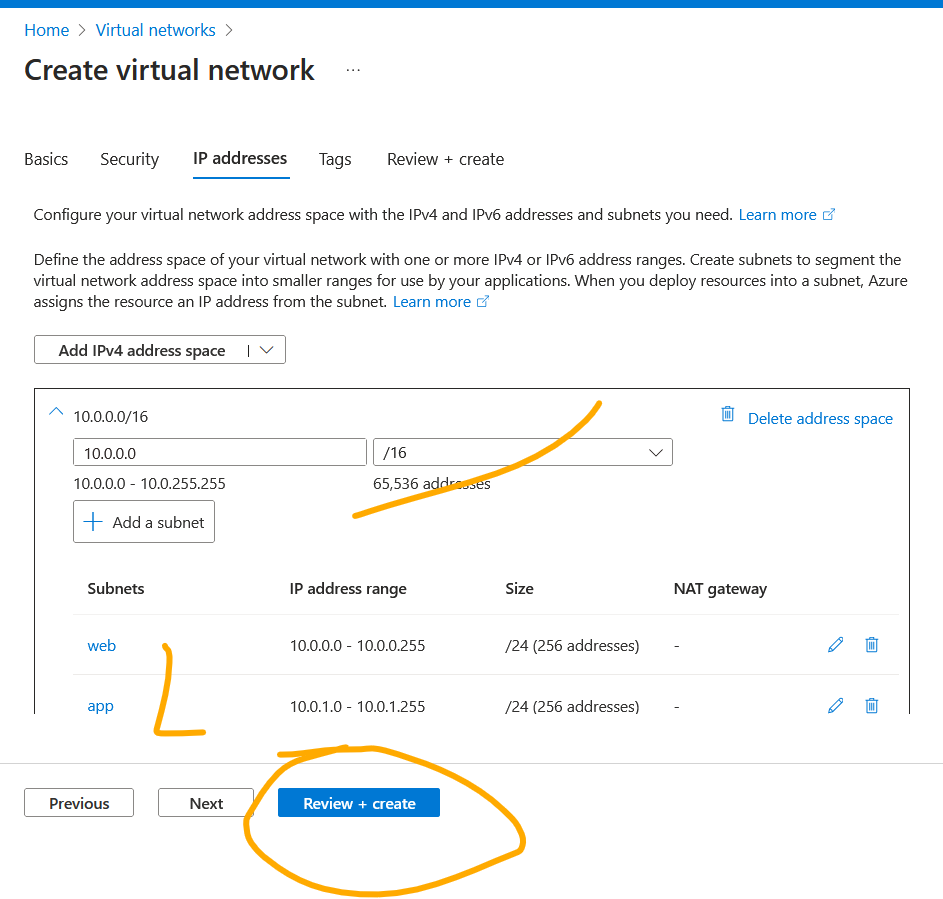 Home > Virtual networks >
Create virtual network ...
Basics Security IP addresses Tags Review + create
Configure your virtual network address space with the IPv4 and IPv6 addresses and subnets you need. Learn more
Define the address space of your virtual network with one or more IPv4 or IPv6 address ranges. Create subnets to segment the
virtual network address space into smaller ranges for use by your applications. When you deploy resources into a subnet, Azure
assigns the resource an IP address from the subnet. Learn more
Add IPv4 address space |
10.0.0.0/16 Delete address space
10.0.0.0 /16
10.0.0.0 - 10.0.255.255 65,536 addresses
+ Add a subnet
Subnets IP address range Size NAT gateway
web 10.0.0.0 - 10.0.0.255 /24 (256 addresses) -
app 10.0.1.0 - 10.0.1.255 /24 (256 addresses) -
Previous Next Review + create